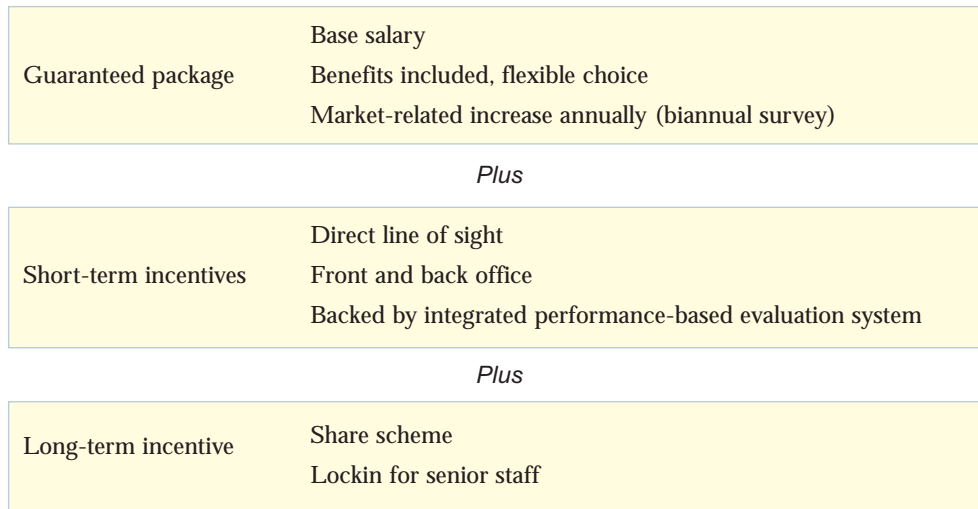 Base salary
Guaranteed package
Benefits included, flexible choice
Market-related increase annually (biannual survey)
Plus
Direct line of sight
Short-term incentives
Front and back office
Backed by integrated performance-based evaluation system
Plus
Long-term incentive
Share scheme
Lockin for senior staff